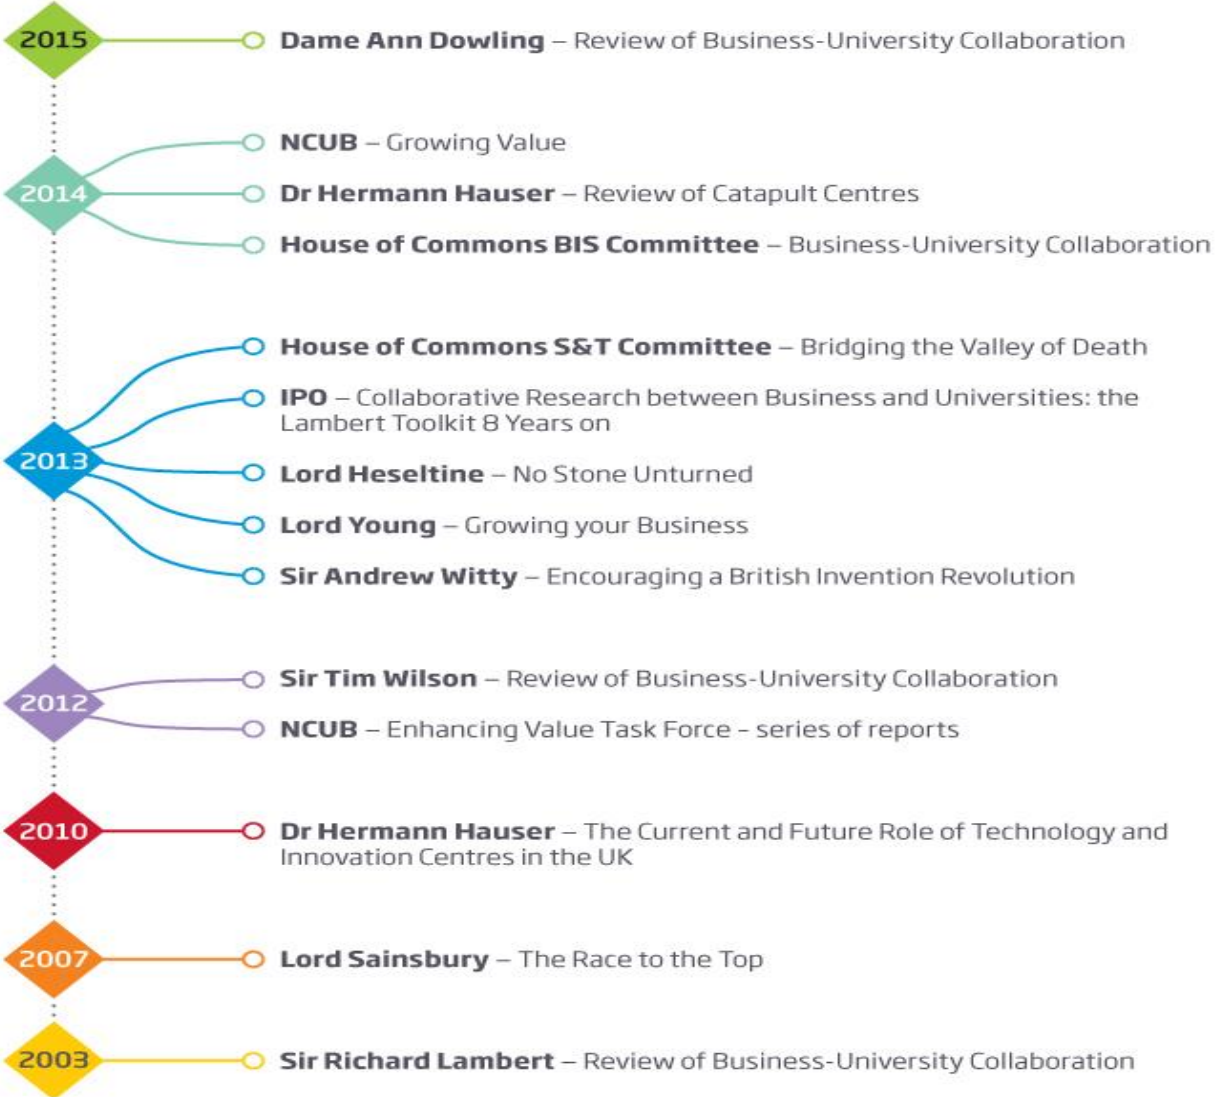 2015
Dame Ann Dowling – Review of Business-University Collaboration
NCUB – Growing Value
2014
Dr Hermann Hauser – Review of Catapult Centres
House of Commons BIS Committee – Business-University Collaboration
House of Commons S&T Committee – Bridging the Valley of Death
IPO – Collaborative Research between Business and Universities: the
Lambert Toolkit 8 Years on
2013
Lord Heseltine – No Stone Unturned
Lord Young – Growing your Business
Sir Andrew Witty – Encouraging a British Invention Revolution
Sir Tim Wilson – Review of Business-University Collaboration
2012
NCUB – Enhancing Value Task Force - series of reports
2010
Dr Hermann Hauser – The Current and Future Role of Technology and
Innovation Centres in the UK
2007
Lord Sainsbury – The Race to the Top
2003
Sir Richard Lambert – Review of Business-University Collaboration